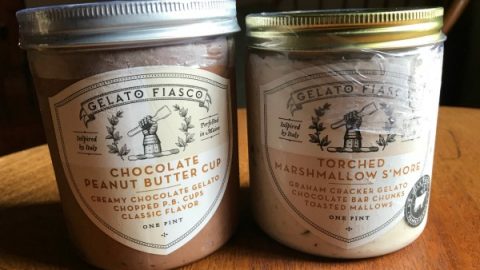 GELATO FIASCO
Inspired
by Italy
Perfected
in Maine
CHOCOLATE
PEANUT BUTTER CUP
CREAMY CHOCOLATE GELATO
CHOPPED P.B. CUPS
CLASSIC FLAVOR
ONE PINT
GELATO FIASCO
Inspired
by Italy
TORCHED
MARSHMALLOW S'MORE
GRAHAM CRACKER GELATO
CHOCOLATE BAR CHUNKS
TOASTED MALLOWS
ONE PINT